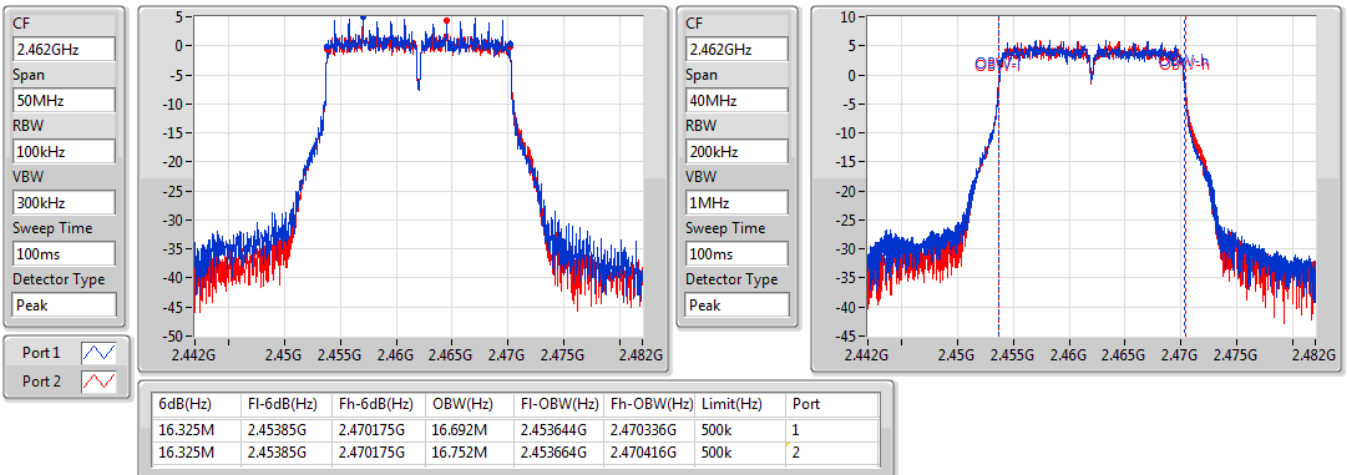 CF
2.462GHz
Span
50MHz
RBW
100kHz
VBW
300kHz
Sweep Time
100ms
Detector Type
Peak
Port 1
Port 2
5
0
-5
-10
-15
-20
-25
-30
-35
-40
-45
-50
2.442G 2.45G 2.455G 2.46G 2.465G 2.47G 2.475G 2.482G
CF
2.462GHz
Span
40MHz
RBW
200kHz
VBW
1MHz
Sweep Time
100ms
Detector Type
Peak
10
5
0
-5
-10
-15
-20
-25
-30
-35
-40
-45
OBW-l OBW-h
2.442G 2.45G 2.455G 2.46G 2.465G 2.47G 2.475G 2.482G
6dB(Hz) Fl-6dB(Hz) Fh-6dB(Hz) OBW(Hz) Fl-OBW(Hz) Fh-OBW(Hz) Limit(Hz) Port
16.325M 2.45385G 2.470175G 16.692M 2.453644G 2.470336G 500k 1
16.325M 2.45385G 2.470175G 16.752M 2.453664G 2.470416G 500k 2